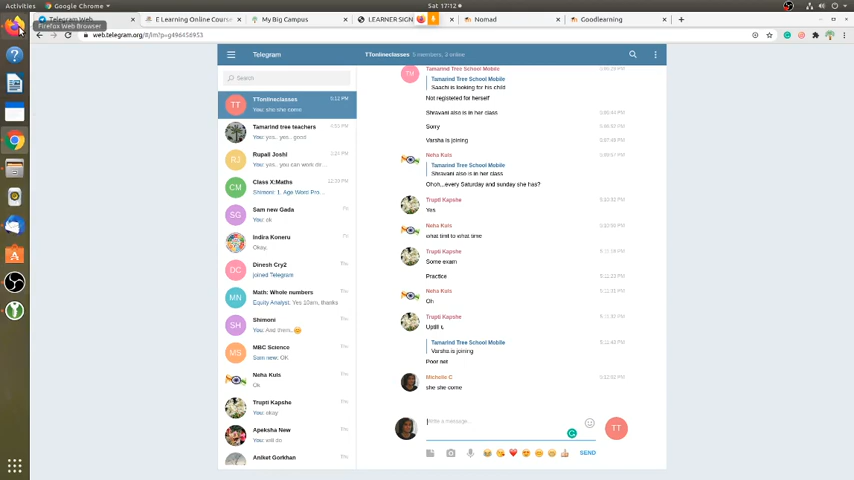 Activities
Google Chrome
Sat 17:12
Telegram Web
E Learning Online Cours
My Big Campus
LEARNER SIGN
Nomad
Goodlearning
Firefox Web Browser
web.telegram.org/#/im?p=g496456953
Telegram
TTonlineclasses 5 members, 3 online
Search
TT
TTonlineclasses
5:12 PM
You: she she come
Tamarind tree teachers
You: yes.. yes..good
RJ
Rupali Joshi
You: yes.. you can work dir...
CM
Class X:Maths
Shimoni: 1. Age Word Pro...
SG
Sam new Gada
You: ok
Indira Koneru
Okay.
DC
Dinesh Cry2
joined Telegram
MN
Math: Whole numbers
Equity Analyst: Yes 10am, thanks
SH
Shimoni
You: And then..
MS
MBC Science
Sam new: OK
Neha Kuls
Ok
Trupti Kapshe
You: okay
Apeksha New
You: will do
Aniket Gorkhan
TM
Tamarind Tree School Mobile
Tamarind Tree School Mobile
Saachi is looking for his child
Not registered for herself
Shravani also is in her class
Sorry
Varsha is joining
Neha Kuls
Tamarind Tree School Mobile
Shravani also is in her class
Ohoh...every Saturday and sunday she has?
Trupti Kapshe
Yes
Neha Kuls
what timt to what time
Trupti Kapshe
Some exam
Practice
Neha Kuls
Oh
Trupti Kapshe
Tamarind Tree School Mobile
Varsha is joining
Poor net
Michelle C
she she come
Write a message...
TT
SEND